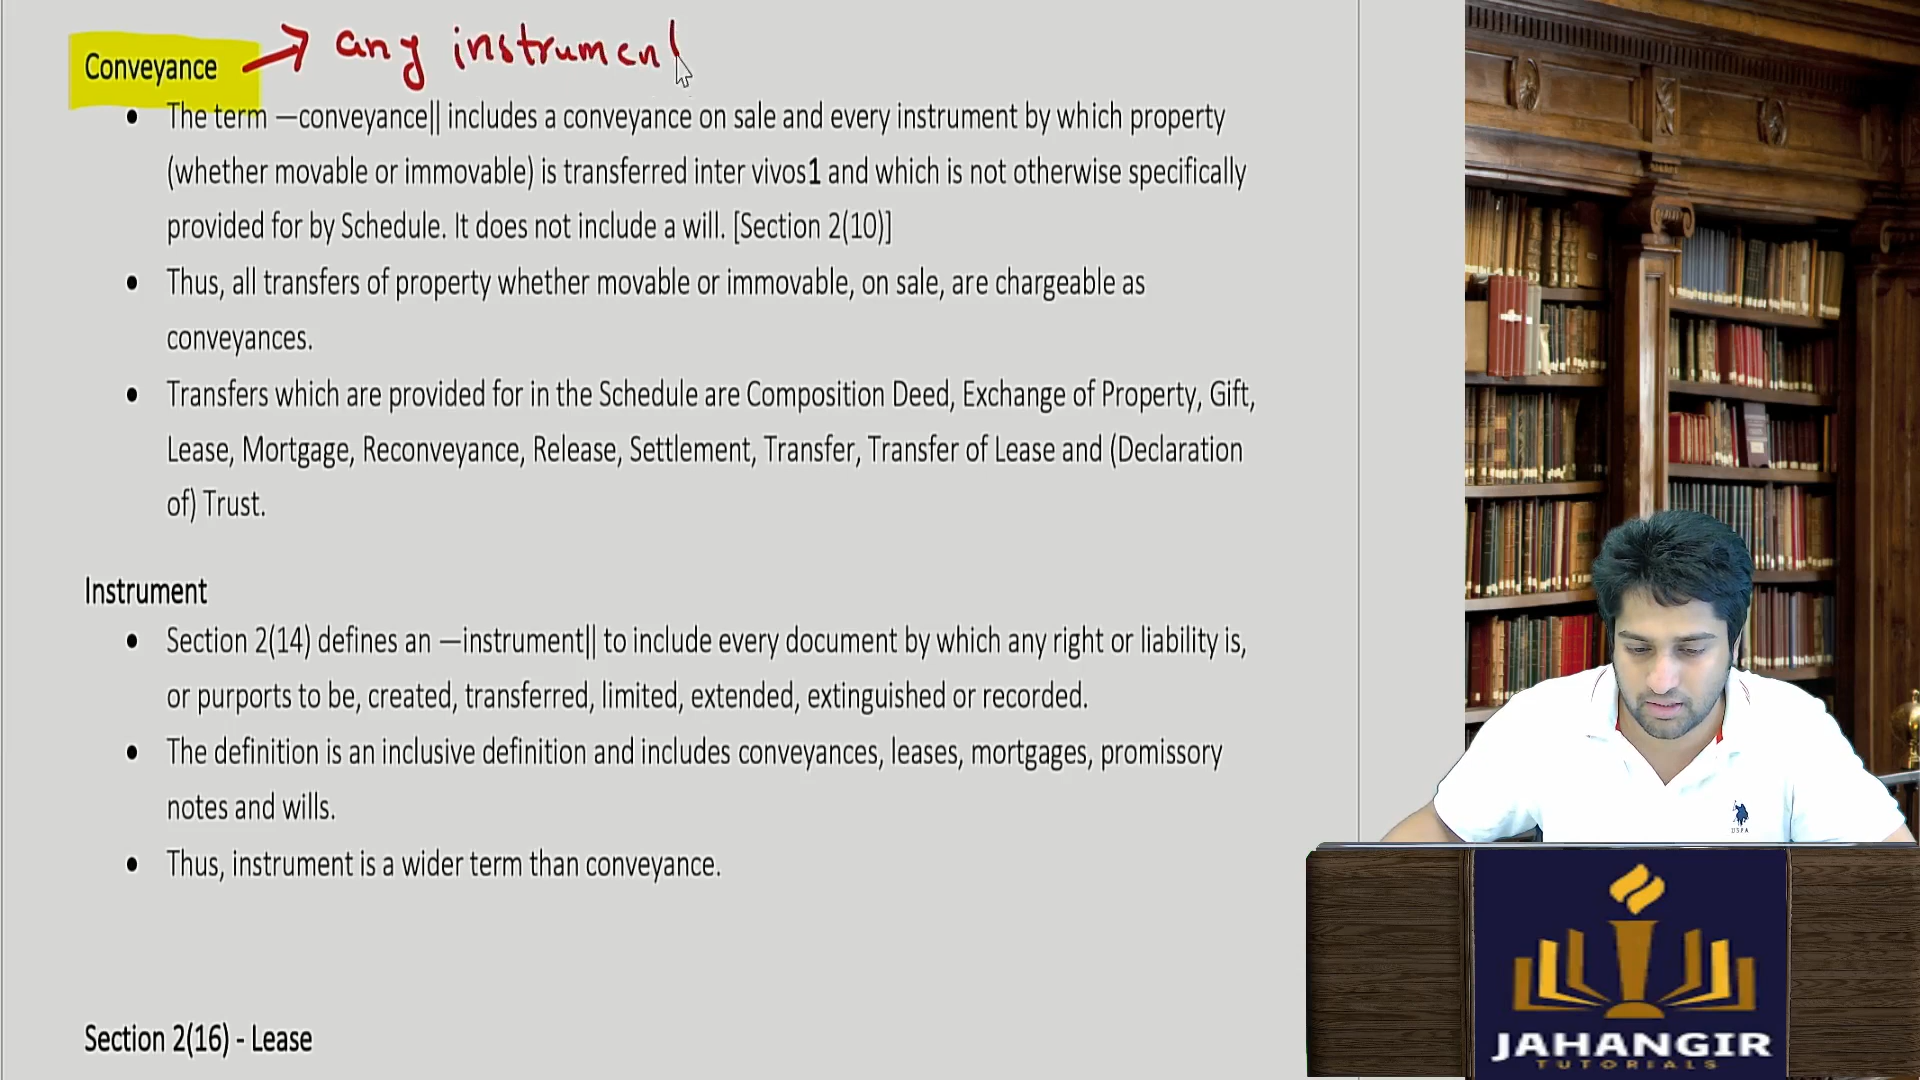 Conveyance → any instrument
• The term —conveyance|| includes a conveyance on sale and every instrument by which property
(whether movable or immovable) is transferred inter vivos1 and which is not otherwise specifically
provided for by Schedule. It does not include a will. [Section 2(10)]
• Thus, all transfers of property whether movable or immovable, on sale, are chargeable as
conveyances.
• Transfers which are provided for in the Schedule are Composition Deed, Exchange of Property, Gift,
Lease, Mortgage, Reconveyance, Release, Settlement, Transfer, Transfer of Lease and (Declaration
of) Trust.
Instrument
• Section 2(14) defines an —instrument|| to include every document by which any right or liability is,
or purports to be, created, transferred, limited, extended, extinguished or recorded.
• The definition is an inclusive definition and includes conveyances, leases, mortgages, promissory
notes and wills.
• Thus, instrument is a wider term than conveyance.
Section 2(16) - Lease
USPA
JAHANGIR
TUTORIALS